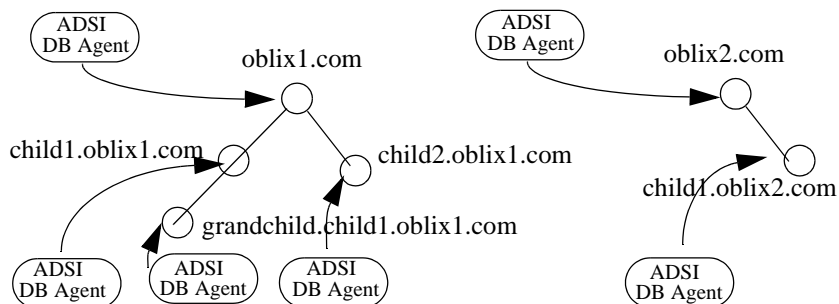 ADSI
DB Agent
oblix1.com
ADSI
DB Agent
oblix2.com
child1.oblix1.com
child2.oblix1.com
child1.oblix2.com
grandchild.child1.oblix1.com
ADSI
DB Agent
ADSI
DB Agent
ADSI
DB Agent
ADSI
DB Agent